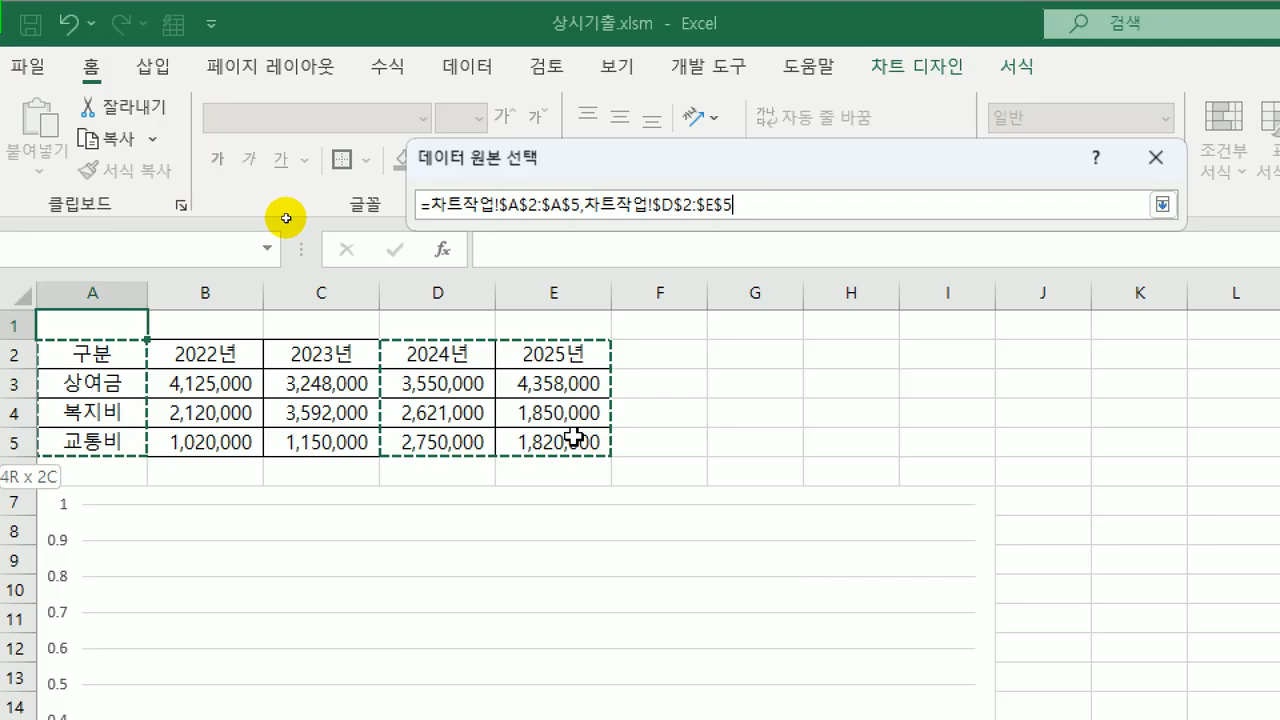 상시기출.xlsm - Excel
검색
파일 홈 삽입 페이지 레이아웃 수식 데이터 검토 보기 개발 도구 도움말 차트 디자인 서식
붙여넣기
잘라내기
복사
서식 복사
클립보드
가 가 가
가 가
글꼴
자동 줄 바꿈
일반
조건부
서식
데이터 원본 선택
?
=차트작업!$A$2:$A$5,차트작업!$D$2:$E$5
fx
A B C D E F G H I J K L
1
2 구분 2022년 2023년 2024년 2025년
3 상여금 4,125,000 3,248,000 3,550,000 4,358,000
4 복지비 2,120,000 3,592,000 2,621,000 1,850,000
5 교통비 1,020,000 1,150,000 2,750,000 1,820,000
4R x 2C
7
8
9
10
11
12
13
14
1
0.9
0.8
0.7
0.6
0.5
0.4